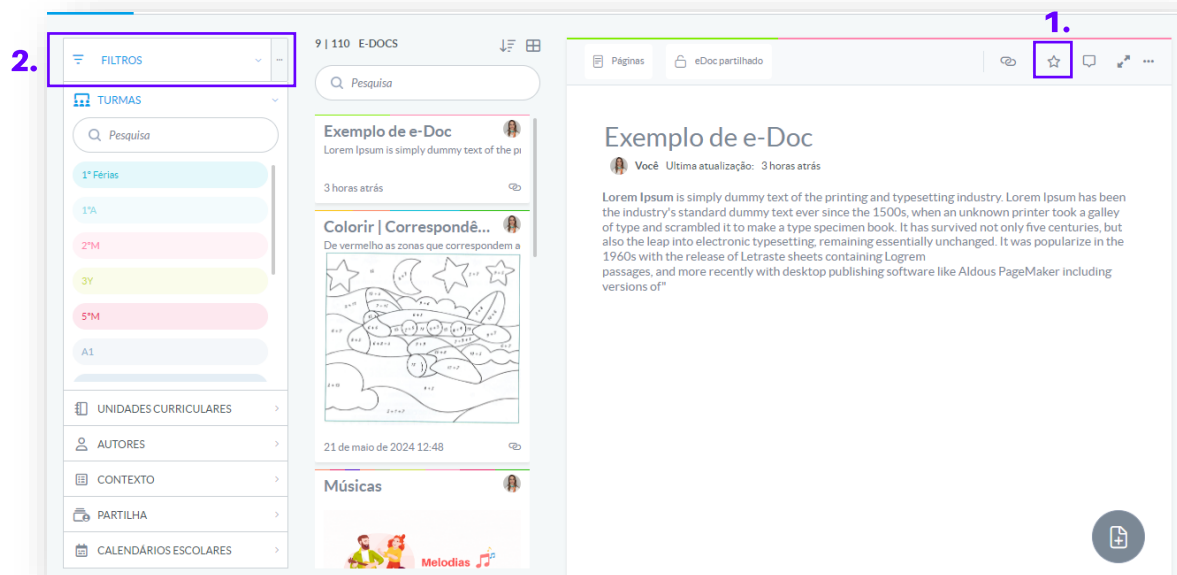 1.
2.
FILTROS
TURMAS
Pesquisa
1º Férias
1ºA
2ºM
3Y
5ºM
A1
UNIDADES CURRICULARES
AUTORES
CONTEXTO
PARTILHA
CALENDÁRIOS ESCOLARES
9 | 110 E-DOCS
Pesquisa
Exemplo de e-Doc
Lorem Ipsum is simply dummy text of the pr
3 horas atrás
Colorir | Correspondê...
De vermelho as zonas que correspondem a
21 de maio de 2024 12:48
Músicas
Melodias
Páginas
eDoc partilhado
Exemplo de e-Doc
Você Ultima atualização: 3 horas atrás
Lorem Ipsum is simply dummy text of the printing and typesetting industry. Lorem Ipsum has been
the industry's standard dummy text ever since the 1500s, when an unknown printer took a galley
of type and scrambled it to make a type specimen book. It has survived not only five centuries, but
also the leap into electronic typesetting, remaining essentially unchanged. It was popularize in the
1960s with the release of Letraste sheets containing Logrem
passages, and more recently with desktop publishing software like Aldous PageMaker including
versions of"